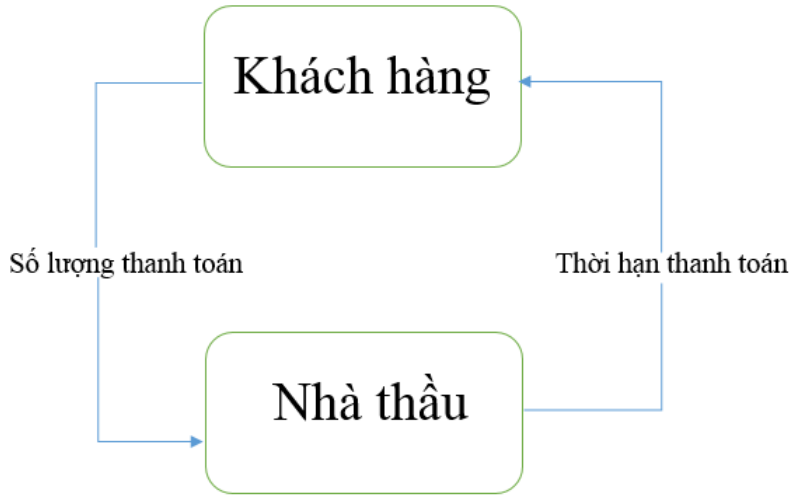 Khách hàng
Số lượng thanh toán
Thời hạn thanh toán
Nhà thầu